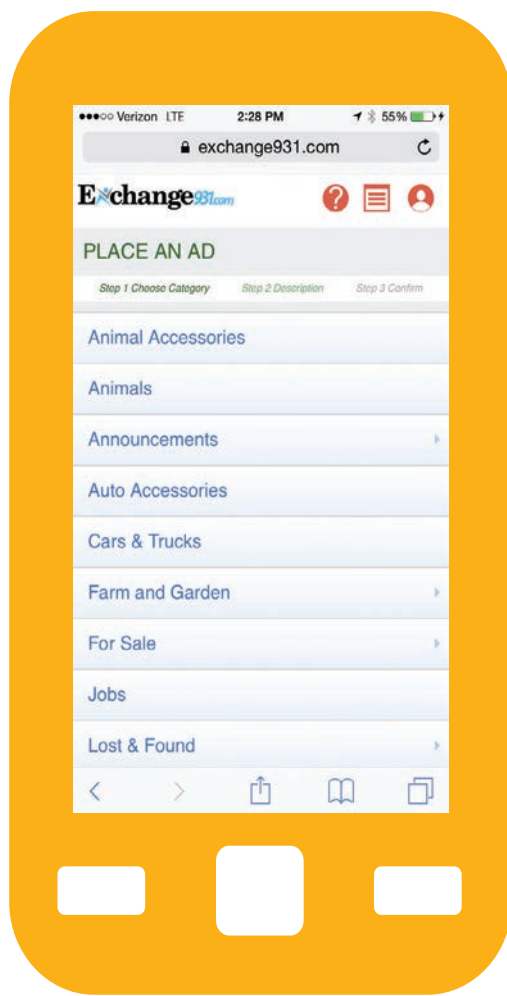 Verizon LTE 2:28 PM 55%
exchange931.com
Exchange931.com
?
PLACE AN AD
Step 1 Choose Category Step 2 Description Step 3 Confirm
Animal Accessories
Animals
Announcements
Auto Accessories
Cars & Trucks
Farm and Garden
For Sale
Jobs
Lost & Found